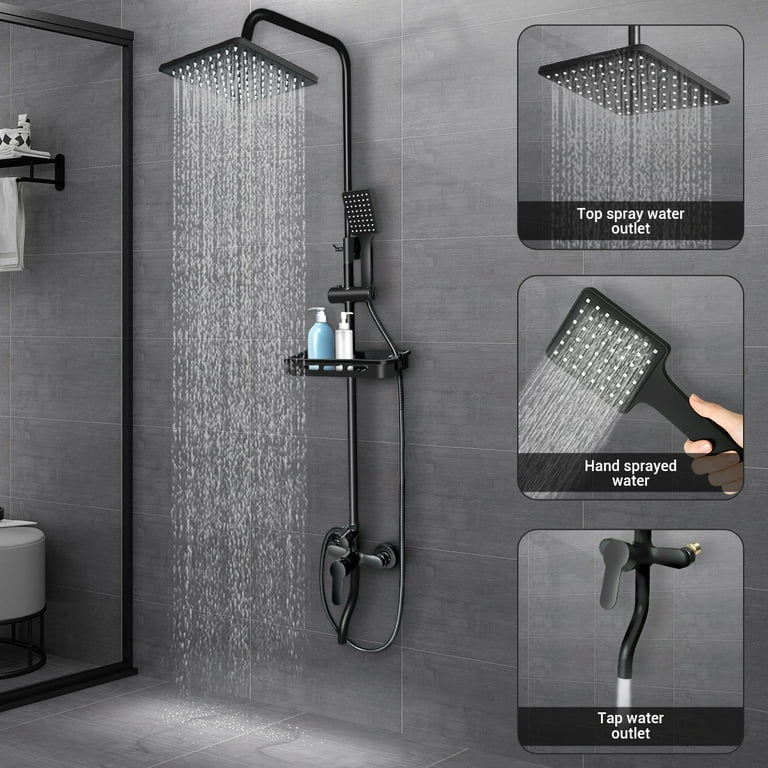 Top spray water
outlet
Hand sprayed
water
Tap water
outlet